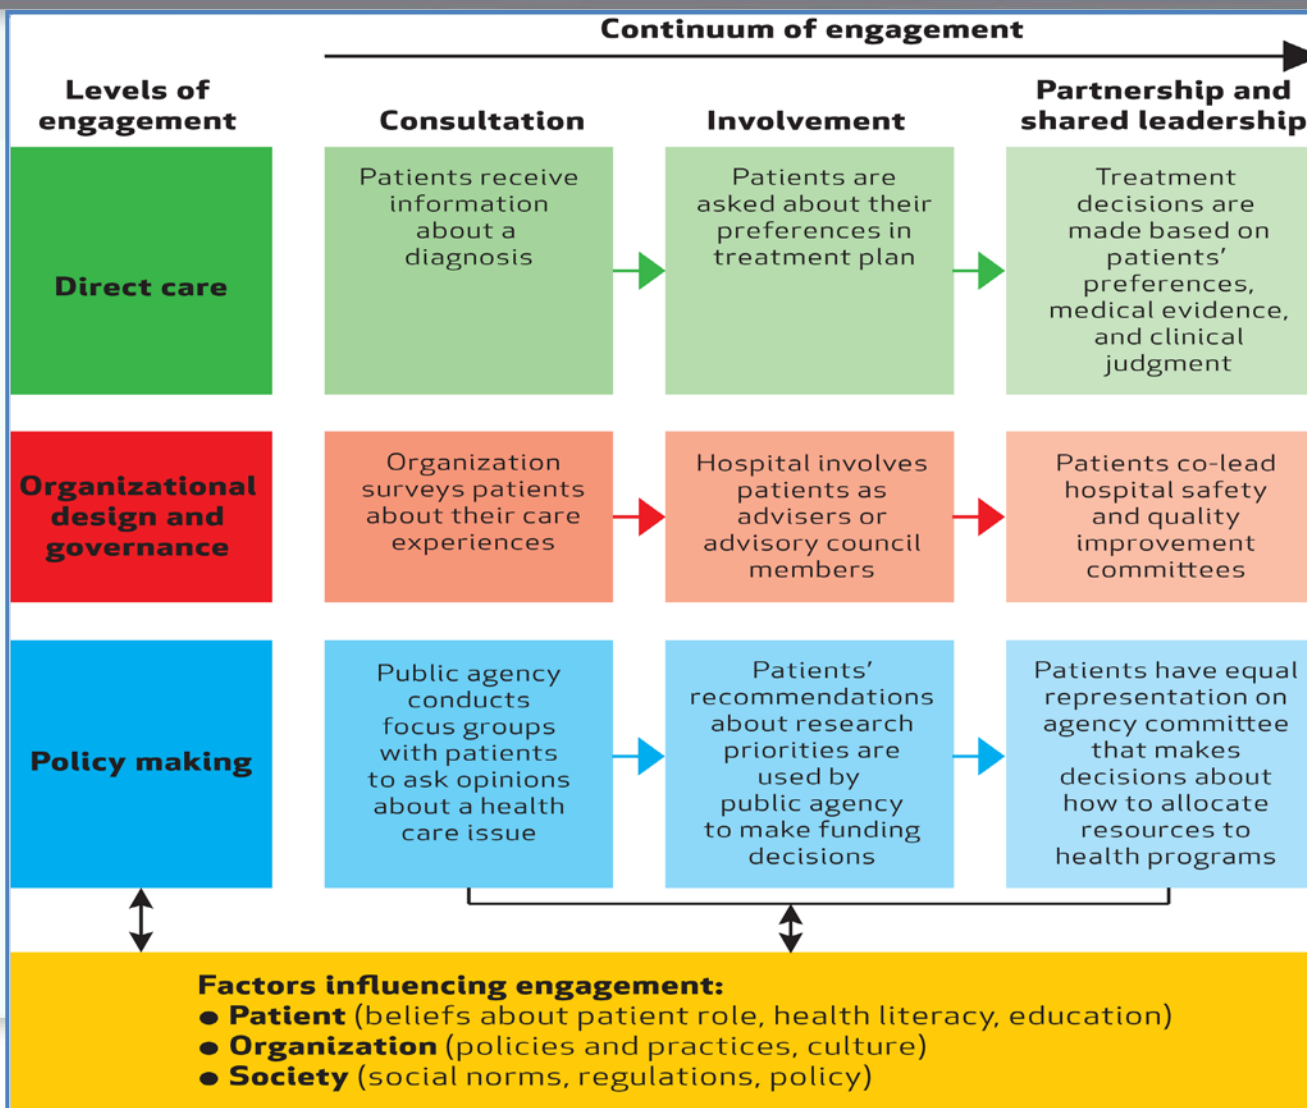 Continuum of engagement
Levels of
engagement
Consultation
Involvement
Partnership and
shared leadership
Direct care
Patients receive
information
about a
diagnosis
Patients are
asked about their
preferences in
treatment plan
Treatment
decisions are
made based on
patients’
preferences,
medical evidence,
and clinical
judgment
Organizational
design and
governance
Organization
surveys patients
about their care
experiences
Hospital involves
patients as
advisers or
advisory council
members
Patients co-lead
hospital safety
and quality
improvement
committees
Policy making
Public agency
conducts
focus groups
with patients
to ask opinions
about a health
care issue
Patients’
recommendations
about research
priorities are
used by
public agency
to make funding
decisions
Patients have equal
representation on
agency committee
that makes
decisions about
how to allocate
resources to
health programs
Factors influencing engagement:
● Patient (beliefs about patient role, health literacy, education)
● Organization (policies and practices, culture)
● Society (social norms, regulations, policy)